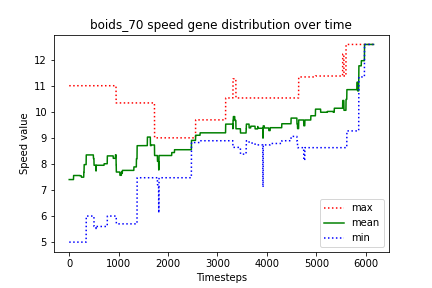 boids_70 speed gene distribution over time
Speed value
12
11
10
9
8
7
6
5
0 1000 2000 3000 4000 5000 6000
Timesteps
max
mean
min